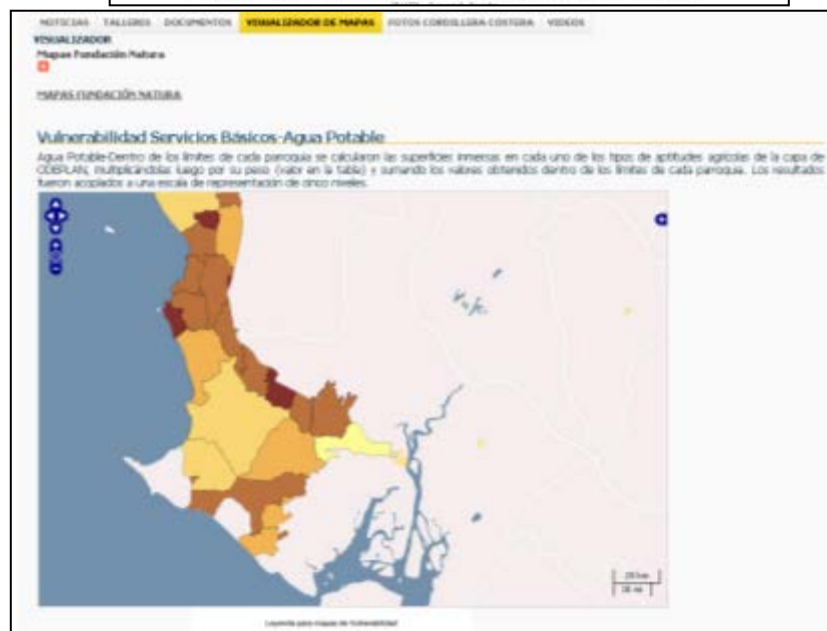 NOTICIAS TALLERES DOCUMENTOS VISUALIZADOR DE MAPAS FOTOS CORDILLERA COSTERA VIDEOS
VISUALIZADOR
Mapas Fundación Natura
MAPAS FUNDACIÓN NATURA
Vulnerabilidad Servicios Básicos-Agua Potable
Agua Potable-Dentro de los límites de cada parroquia se calcularon las superficies inmersas en cada uno de los tipos de aptitudes agrícolas de la capa de
ODEPLAN, multiplicándolas luego por su peso (valor en la tabla) y sumando los valores obtenidos dentro de los límites de cada parroquia. Los resultados
fueron acoplados a una escala de representación de cinco niveles.
20 km
Leyenda para mapas de Vulnerabilidad